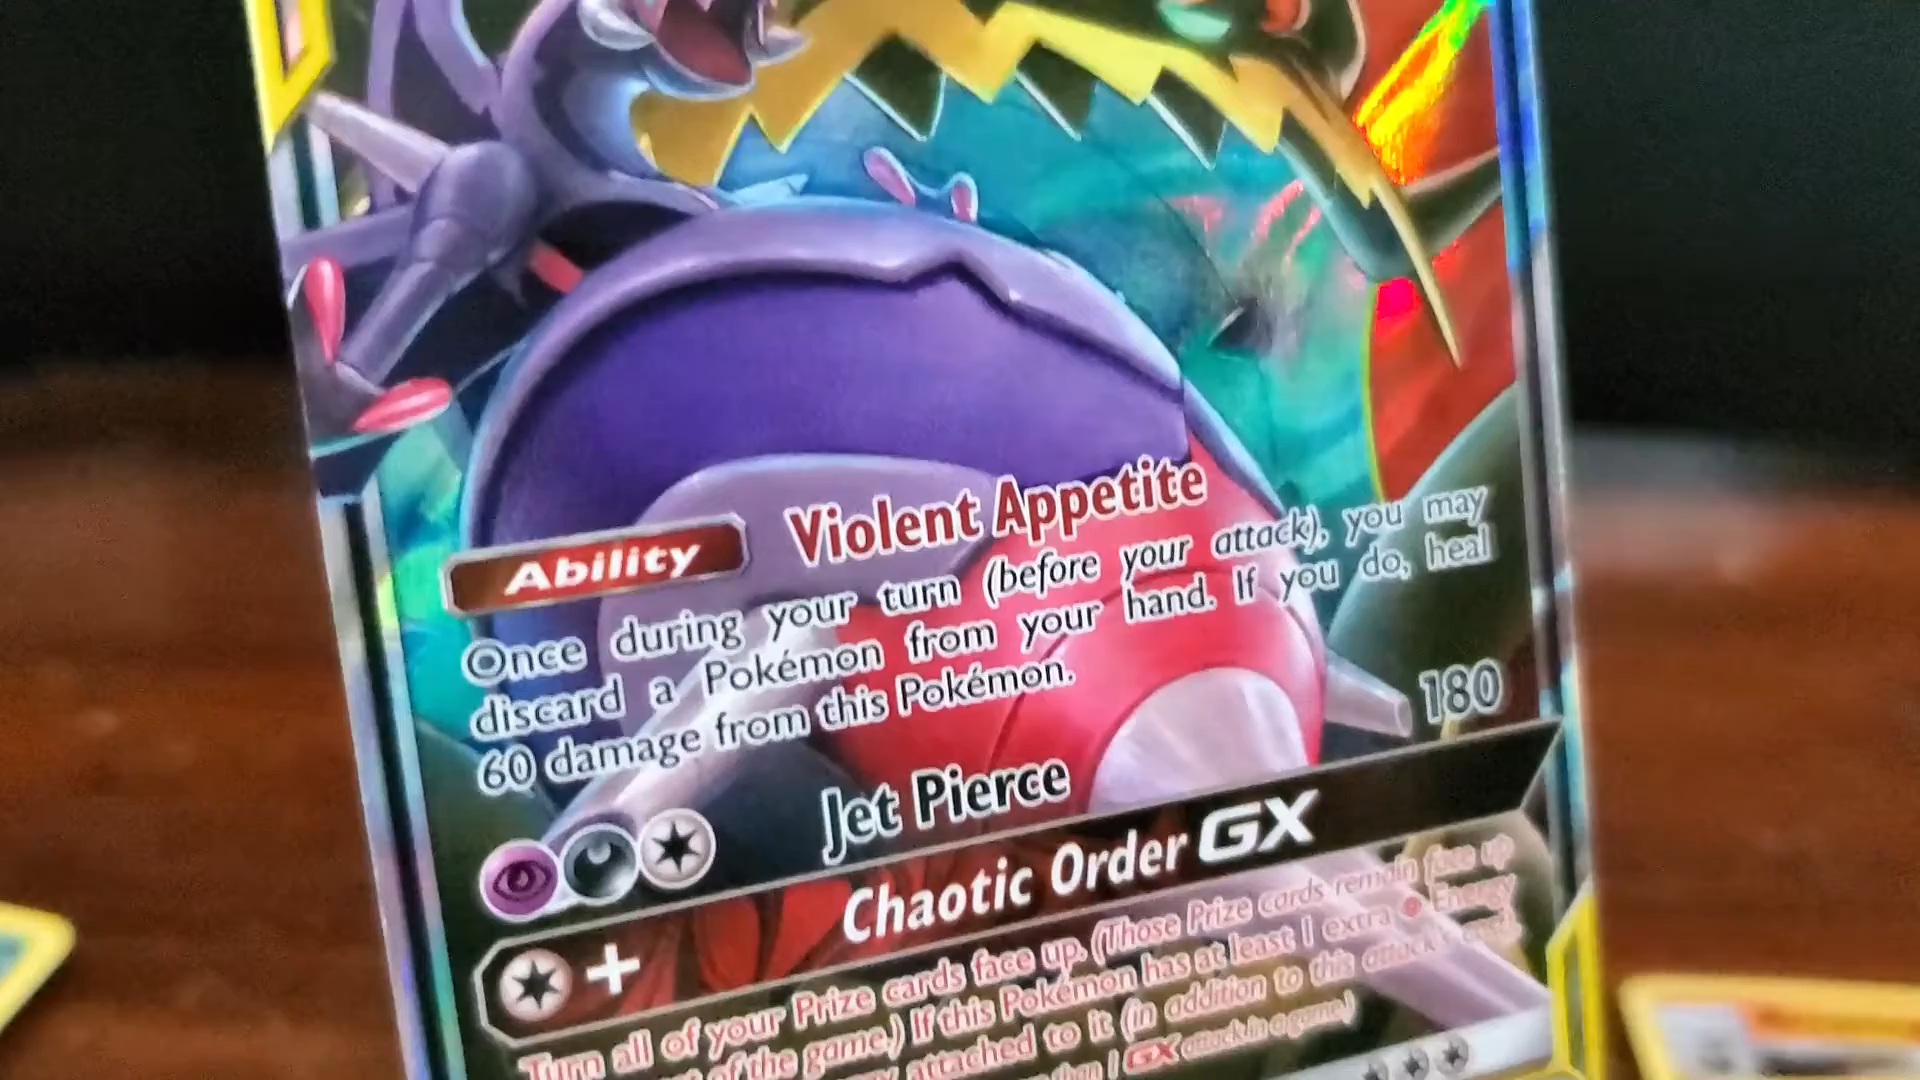 Ability Violent Appetite
Once during your turn (before your attack), you may
discard a Pokémon from your hand. If you do, heal
60 damage from this Pokémon.
Jet Pierce 180
Chaotic Order GX
+
Turn all of your Prize cards face up. (Those Prize cards remain face up
of the game.) If this Pokémon has at least 1 extra Energy
attached to it (in addition to this attack's cost),
than 1 GX attack in a game.)